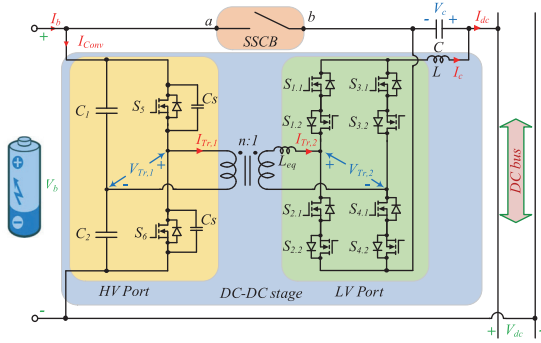 I_b
+
I_Conv
a
b
SSCB
- V_c +
C
I_dc
L
I_c
C_1
S_5
Cs
S_1.1
S_3.1
S_1.2
S_3.2
I_Tr,1
n:1
I_Tr,2
L_eq
V_b
V_Tr,1
+
-
+
V_Tr,2
-
DC bus
C_2
S_6
Cs
S_2.1
S_4.1
S_2.2
S_4.2
HV Port
DC-DC stage
LV Port
-
+ V_dc -